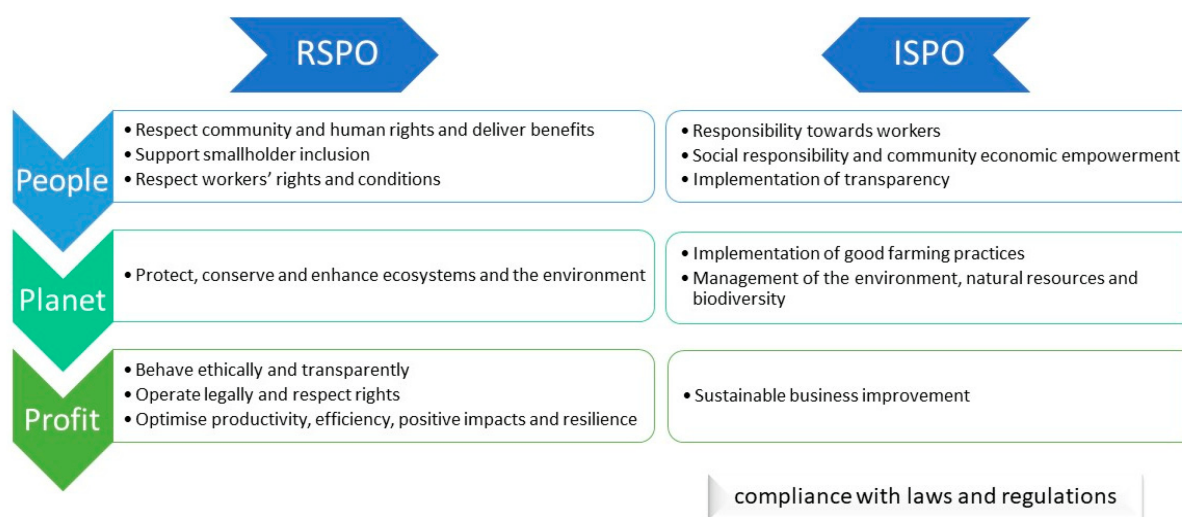 RSPO
ISPO
People
• Respect community and human rights and deliver benefits
• Support smallholder inclusion
• Respect workers’ rights and conditions
• Responsibility towards workers
• Social responsibility and community economic empowerment
• Implementation of transparency
Planet
• Protect, conserve and enhance ecosystems and the environment
• Implementation of good farming practices
• Management of the environment, natural resources and
biodiversity
Profit
• Behave ethically and transparently
• Operate legally and respect rights
• Optimise productivity, efficiency, positive impacts and resilience
• Sustainable business improvement
compliance with laws and regulations